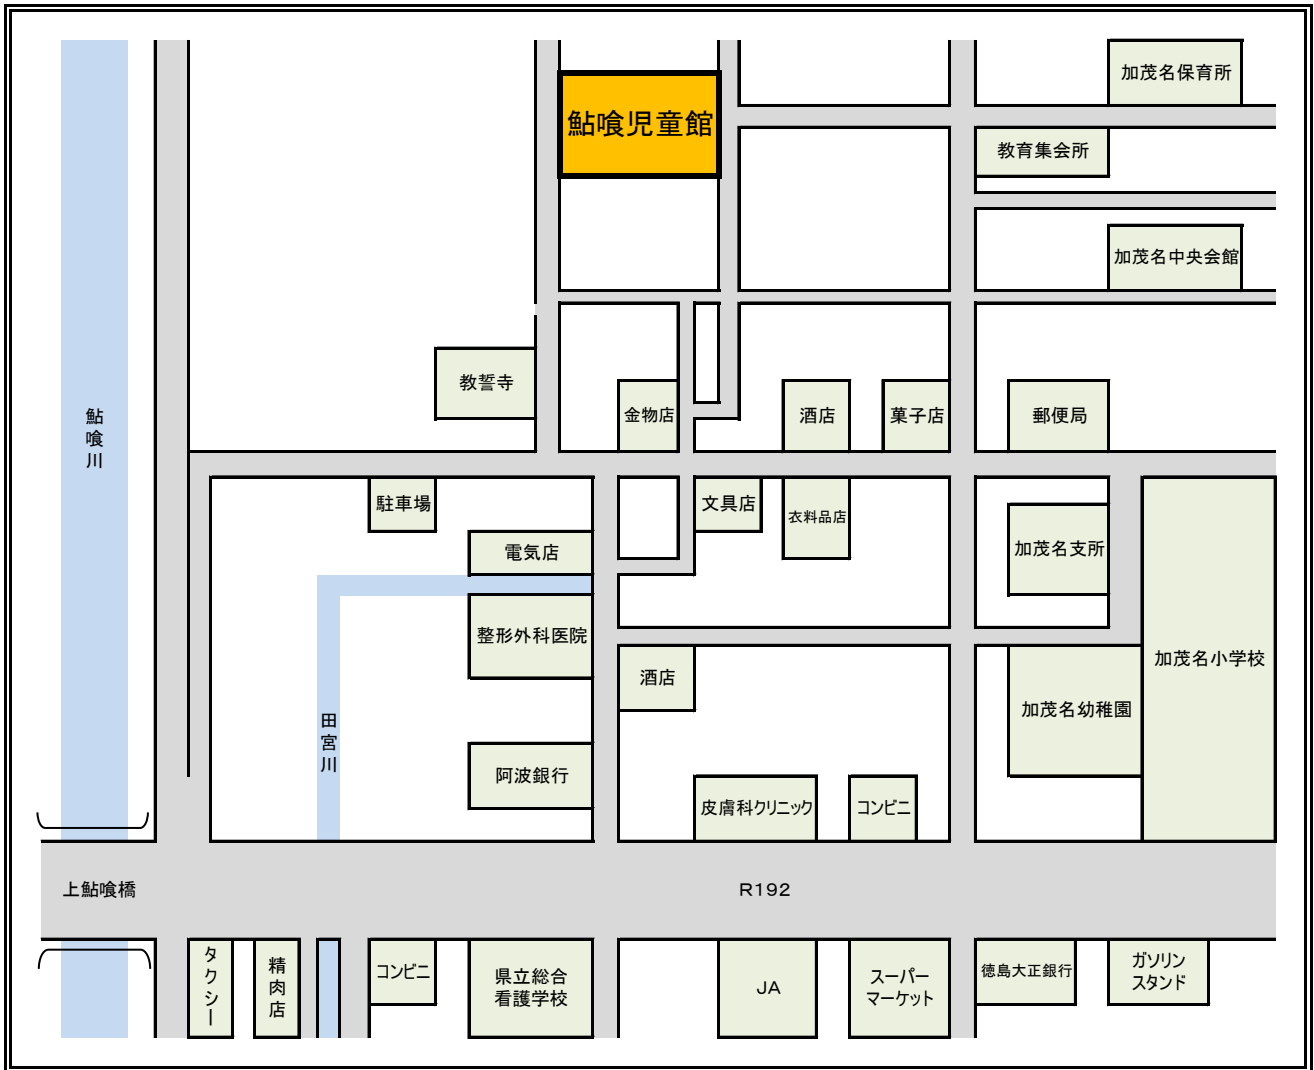 加茂名保育所
鮎喰児童館
教育集会所
加茂名中央会館
教誓寺
金物店
酒店
菓子店
郵便局
鮎喰川
駐車場
文具店
衣料品店
電気店
加茂名支所
整形外科医院
酒店
加茂名小学校
加茂名幼稚園
田宮川
阿波銀行
皮膚科クリニック
コンビニ
上鮎喰橋
R192
タクシー
精肉店
コンビニ
県立総合
看護学校
JA
スーパー
マーケット
徳島大正銀行
ガソリン
スタンド